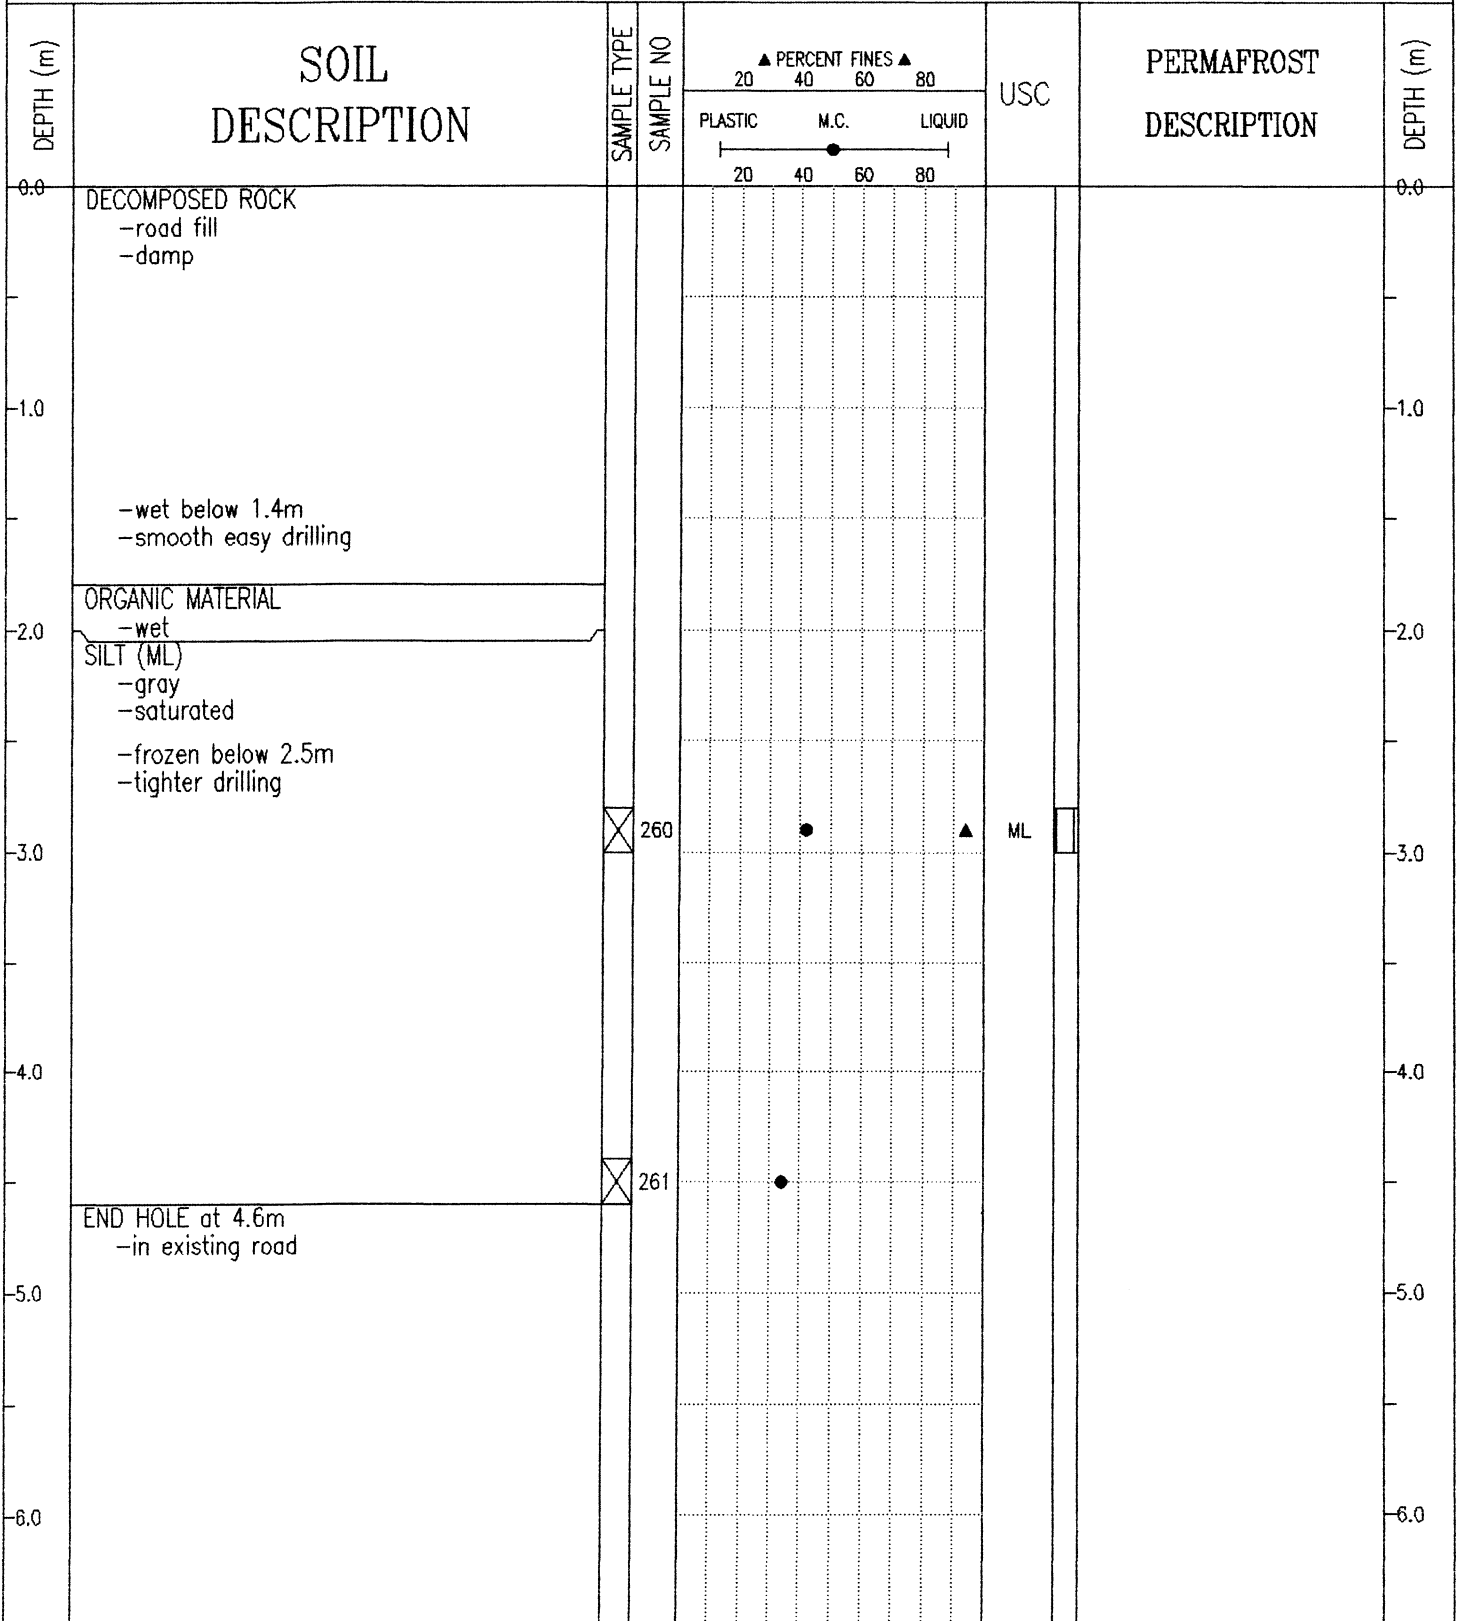 DEPTH (m)
SOIL
DESCRIPTION
SAMPLE TYPE
SAMPLE NO
▲ PERCENT FINES ▲
20 40 60 80
PLASTIC M.C. LIQUID
20 40 60 80
USC
PERMAFROST
DESCRIPTION
DEPTH (m)
0.0
DECOMPOSED ROCK
0.0
-road fill
-damp
1.0
1.0
-wet below 1.4m
-smooth easy drilling
ORGANIC MATERIAL
2.0
-wet
2.0
SILT (ML)
-gray
-saturated
-frozen below 2.5m
-tighter drilling
260
ML
3.0
3.0
4.0
4.0
261
END HOLE at 4.6m
-in existing road
5.0
5.0
6.0
6.0